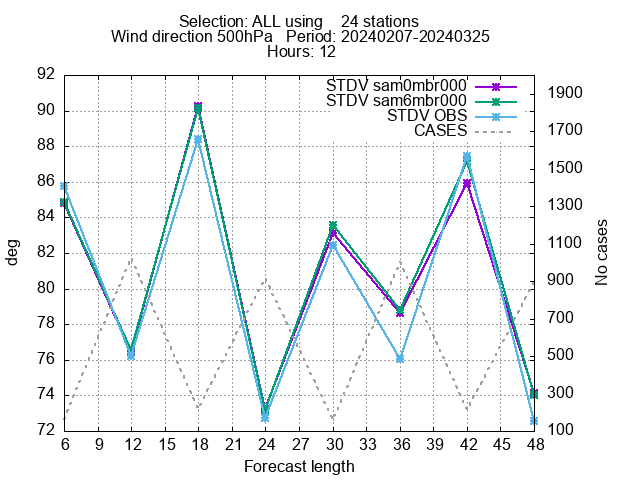 Selection: ALL using    24 stations
Wind direction 500hPa   Period: 20240207-20240325
Hours: 12
STDV sam0mbr000
STDV sam6mbr000
STDV OBS
CASES
deg
92
90
88
86
84
82
80
78
76
74
72
No cases
1900
1700
1500
1300
1100
900
700
500
300
100
6 9 12 15 18 21 24 27 30 33 36 39 42 45 48
Forecast length